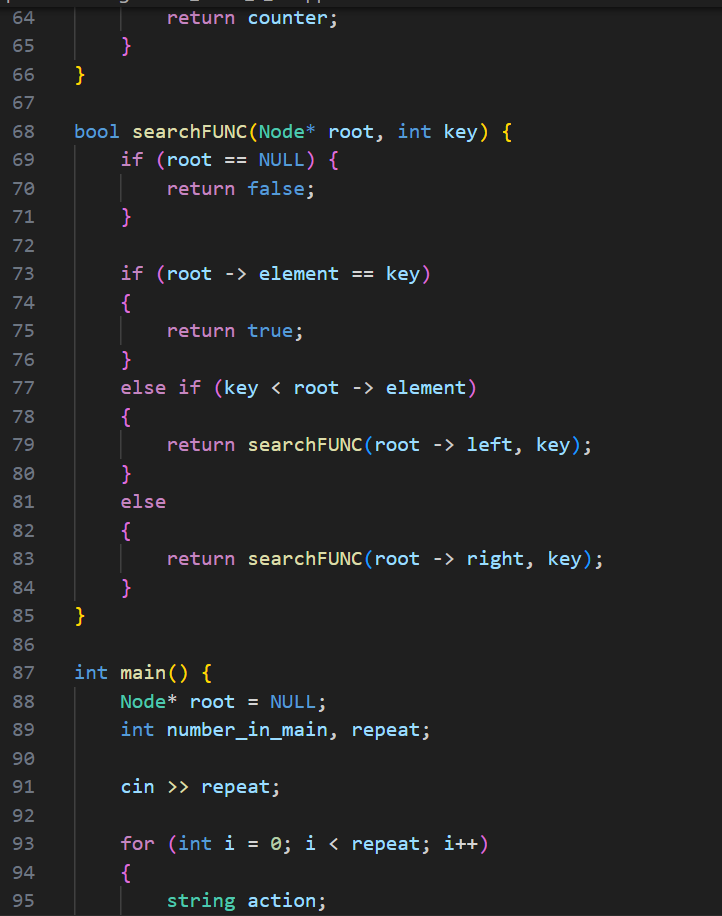 64 return counter;
65 }
66 }
67
68 bool searchFUNC(Node* root, int key) {
69 if (root == NULL) {
70 return false;
71 }
72
73 if (root -> element == key)
74 {
75 return true;
76 }
77 else if (key < root -> element)
78 {
79 return searchFUNC(root -> left, key);
80 }
81 else
82 {
83 return searchFUNC(root -> right, key);
84 }
85 }
86
87 int main() {
88 Node* root = NULL;
89 int number_in_main, repeat;
90
91 cin >> repeat;
92
93 for (int i = 0; i < repeat; i++)
94 {
95 string action;